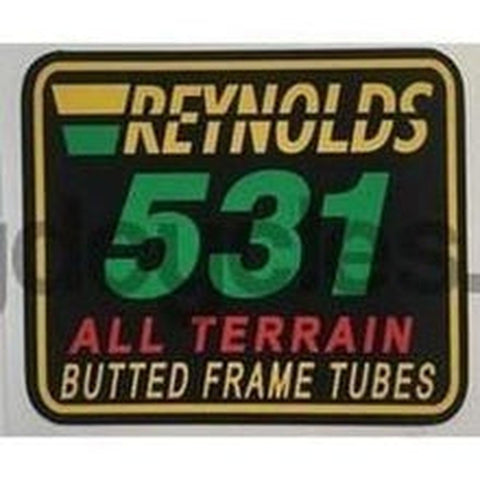 REYNOLDS
531
ALL TERRAIN
BUTTED FRAME TUBES